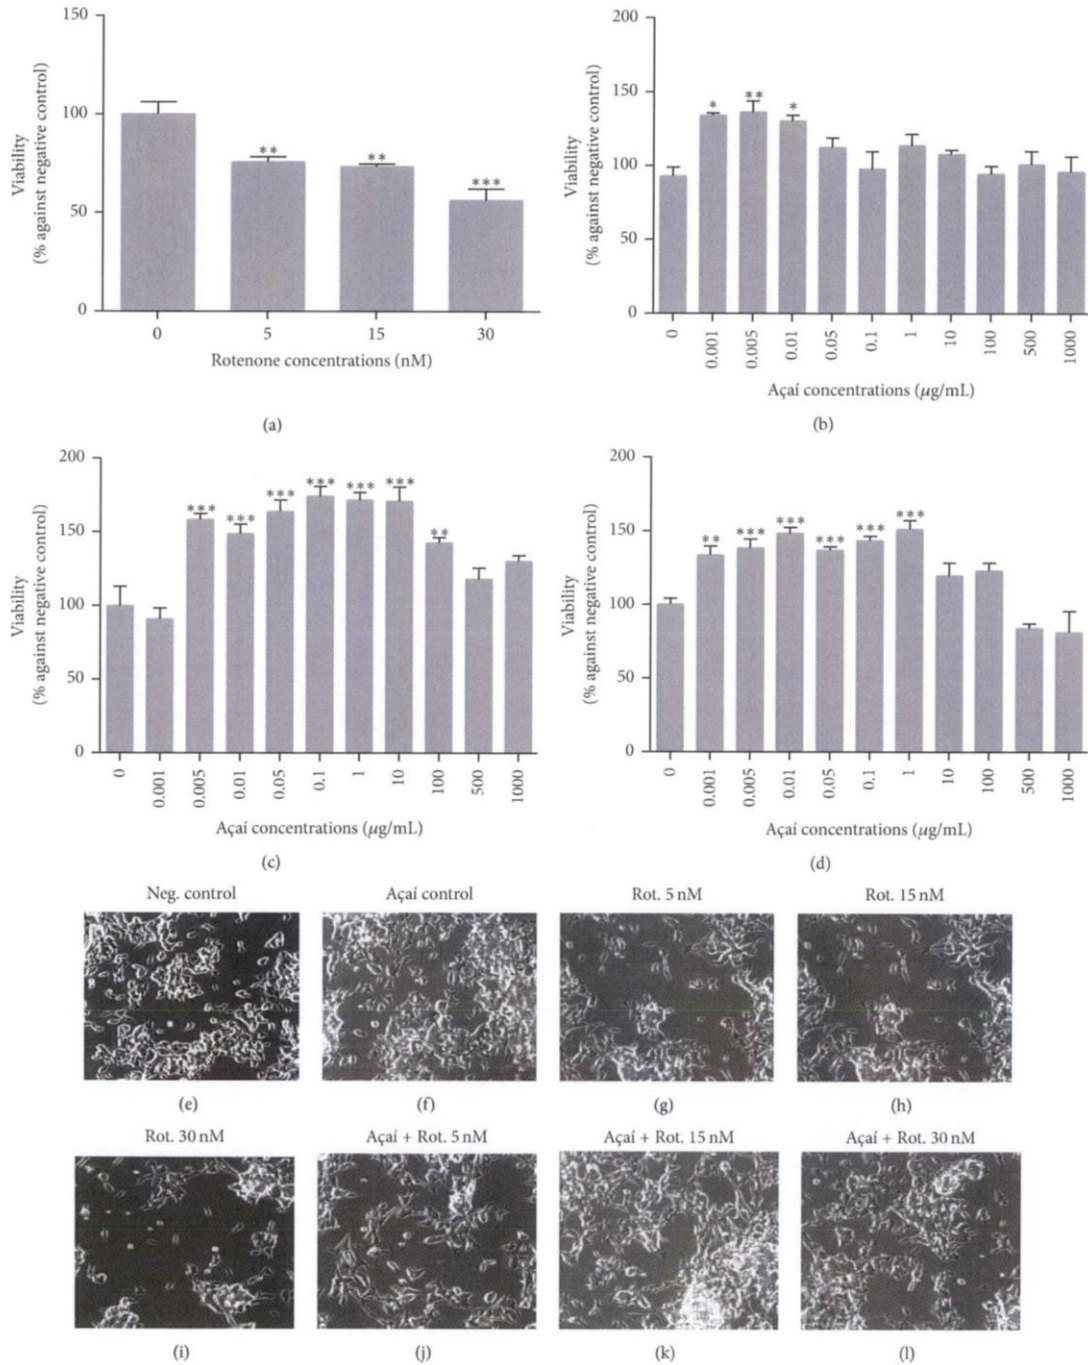 150
100
50
0
Viability
(% against negative control)
**
**
***
0 5 15 30
Rotenone concentrations (nM)
(a)
200
150
100
50
0
Viability
(% against negative control)
*
**
*
0 0.001 0.005 0.01 0.05 0.1 1 10 100 500 1000
Açaí concentrations (μg/mL)
(b)
200
150
100
50
0
Viability
(% against negative control)
***
***
***
***
***
***
**
0 0.001 0.005 0.01 0.05 0.1 1 10 100 500 1000
Açaí concentrations (μg/mL)
(c)
200
150
100
50
0
Viability
(% against negative control)
**
***
***
***
***
***
0 0.001 0.005 0.01 0.05 0.1 1 10 100 500 1000
Açaí concentrations (μg/mL)
(d)
Neg. control
(e)
Açaí control
(f)
Rot. 5 nM
(g)
Rot. 15 nM
(h)
Rot. 30 nM
(i)
Açaí + Rot. 5 nM
(j)
Açaí + Rot. 15 nM
(k)
Açaí + Rot. 30 nM
(l)